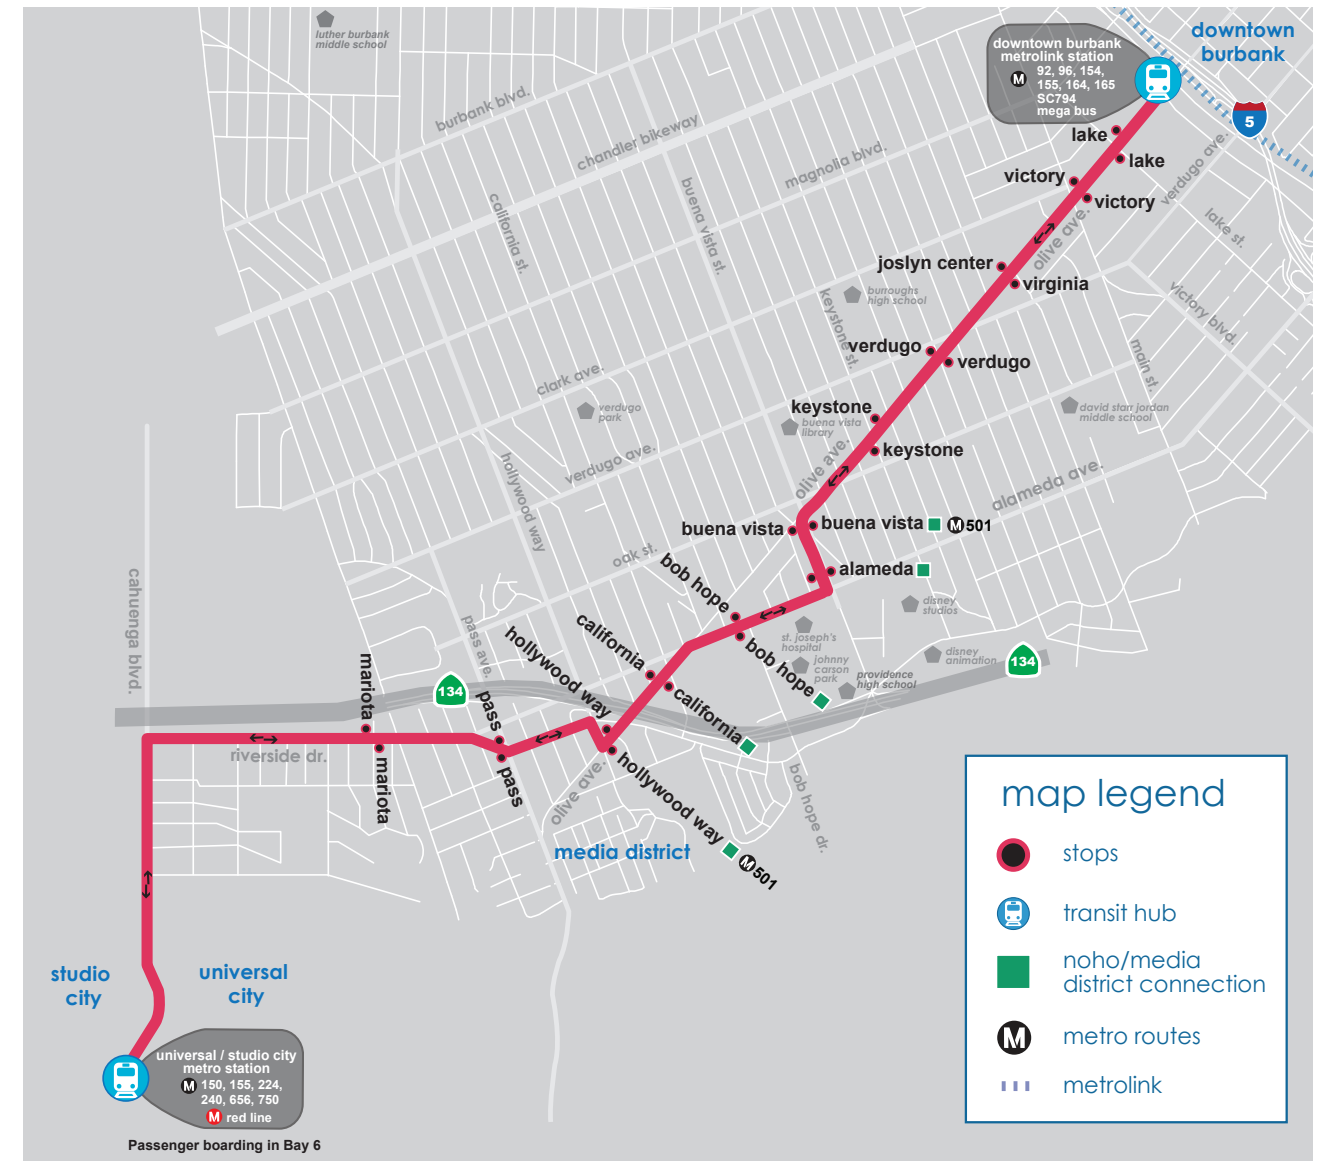 luther burbank
middle school
downtown
burbank
downtown burbank
metrolink station
M 92, 96, 154,
155, 164, 165
SC794
mega bus
5
burbank blvd.
chandler bikeway
magnolia blvd.
lake
lake
victory
victory
verdugo ave.
lake st.
california st.
buena vista st.
olive ave.
joslyn center
virginia
burroughs
high school
keystone st.
victory blvd.
main st.
verdugo
verdugo
clark ave.
verdugo
park
keystone
buena vista
library
david starr jordan
middle school
keystone
olive ave.
verdugo ave.
hollywood way
alameda ave.
buena vista
buena vista
M 501
oak st.
alameda
bob hope
bob hope
disney
studios
st. joseph's
hospital
johnny
carson
park
providence
high school
disney
animation
134
cahuenga blvd.
pass ave.
hollywood way
california
california
mariota
mariota
134
pass
pass
riverside dr.
olive ave.
hollywood way
M 501
bob hope dr.
media district
map legend
stops
transit hub
noho/media
district connection
M metro routes
metrolink
studio
city
universal
city
universal / studio city
metro station
M 150, 155, 224,
240, 656, 750
M red line
Passenger boarding in Bay 6